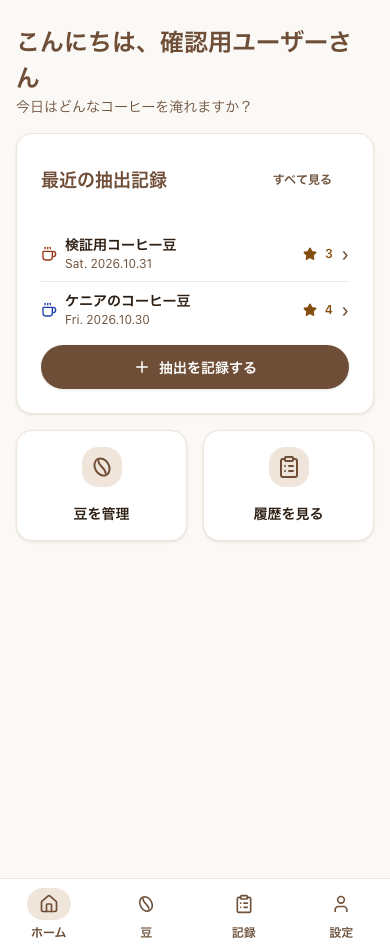 こんにちは、確認用ユーザーさ
ん
今日はどんなコーヒーを淹れますか？
最近の抽出記録
すべて見る
検証用コーヒー豆
Sat. 2026.10.31
3
ケニアのコーヒー豆
Fri. 2026.10.30
4
抽出を記録する
豆を管理
履歴を見る
ホーム
豆
記録
設定